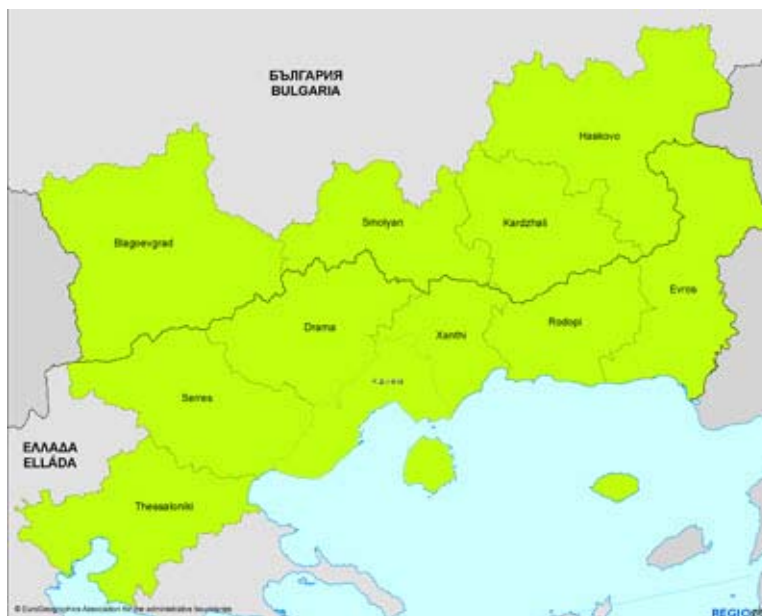 БЪЛГАРИЯ
BULGARIA
Haskovo
Smolyan
Kardzhali
Blagoevgrad
Evros
Drama
Xanthi
Rodopi
Serres
ΕΛΛΑΔΑ
ELLÁDA
Thessaloniki
© EuroGeographics Association for the administrative boundaries
REGIO